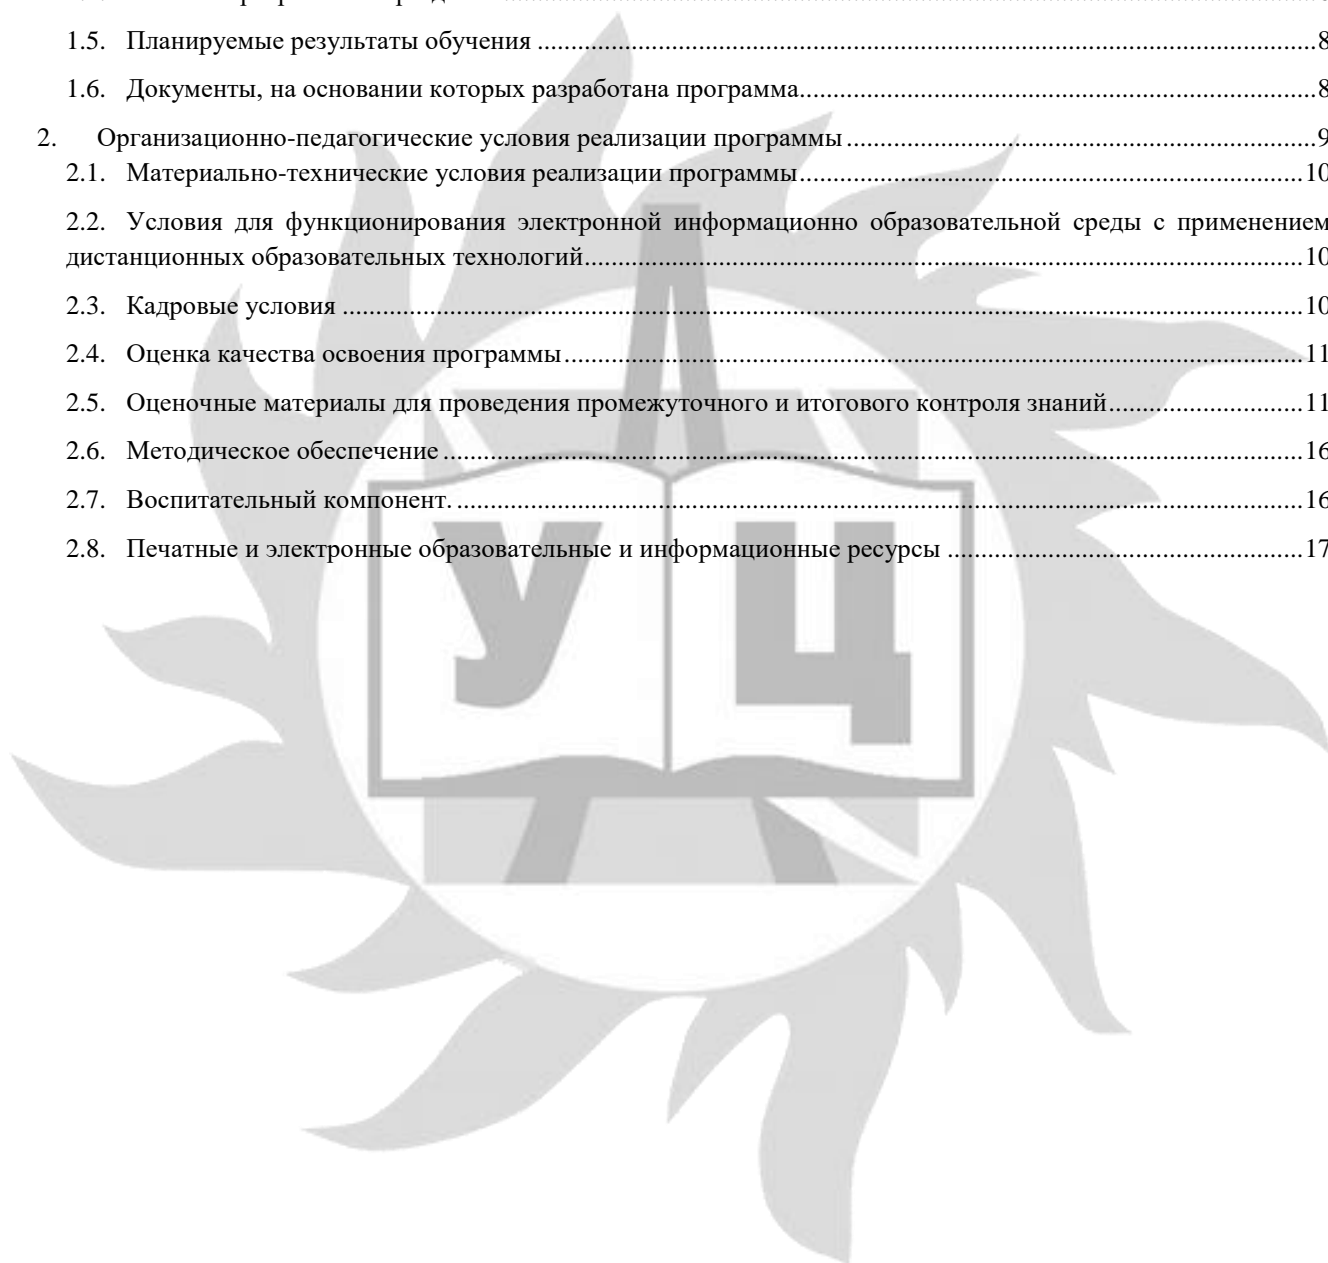 1.5. Планируемые результаты обучения ........ 8
1.6. Документы, на основании которых разработана программа........ 8
2. Организационно-педагогические условия реализации программы ........ 9
2.1. Материально-технические условия реализации программы........ 10
2.2. Условия для функционирования электронной информационно образовательной среды с применением
дистанционных образовательных технологий........ 10
2.3. Кадровые условия ........ 10
2.4. Оценка качества освоения программы........ 11
2.5. Оценочные материалы для проведения промежуточного и итогового контроля знаний........ 11
2.6. Методическое обеспечение ........ 16
2.7. Воспитательный компонент. ........ 16
2.8. Печатные и электронные образовательные и информационные ресурсы ........ 17
У Ц